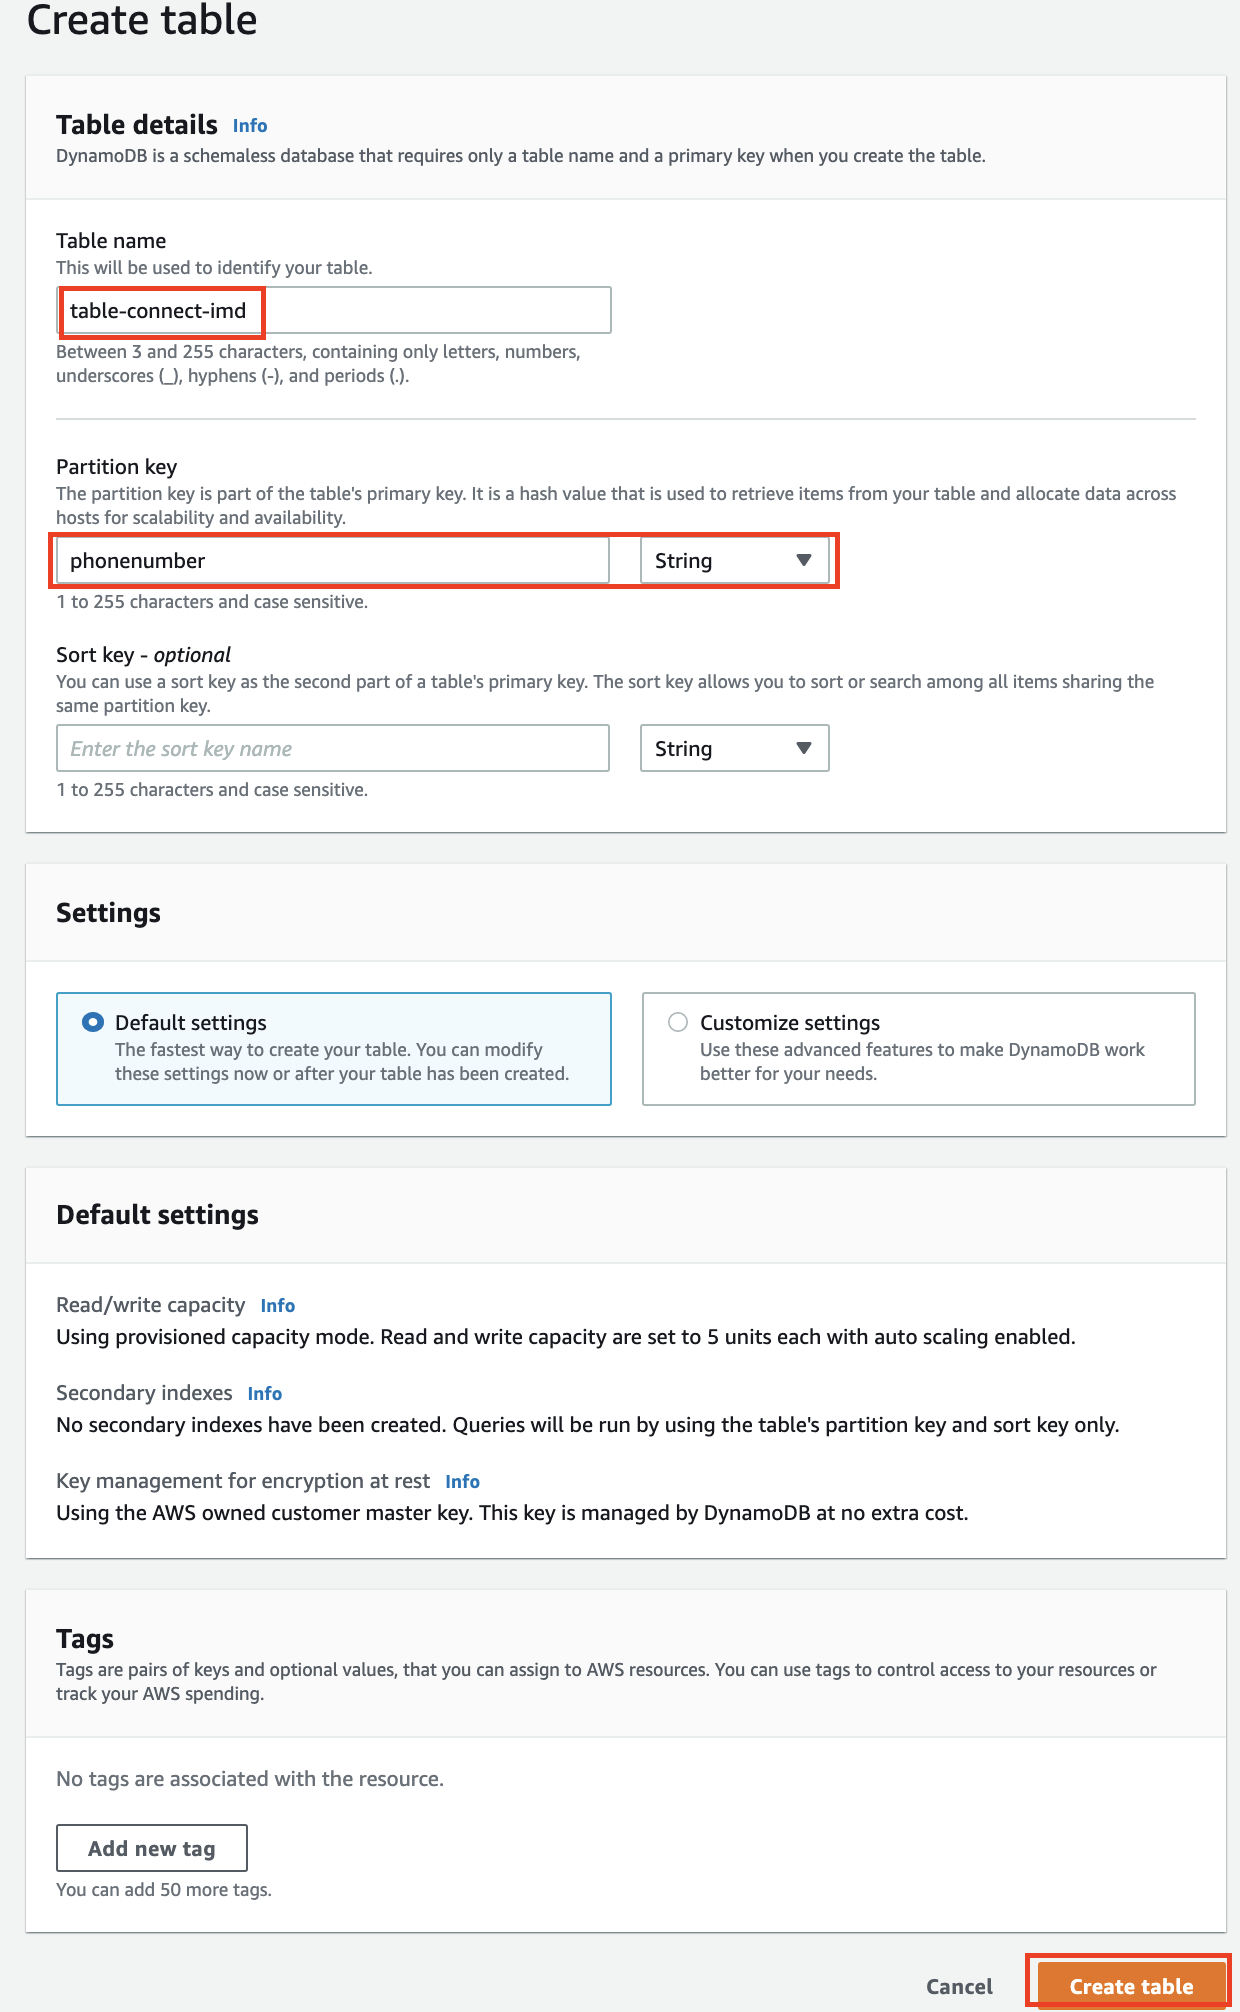 Create table
Table details Info
DynamoDB is a schemaless database that requires only a table name and a primary key when you create the table.
Table name
This will be used to identify your table.
table-connect-imd
Between 3 and 255 characters, containing only letters, numbers,
underscores (_), hyphens (-), and periods (.).
Partition key
The partition key is part of the table's primary key. It is a hash value that is used to retrieve items from your table and allocate data across
hosts for scalability and availability.
phonenumber String
1 to 255 characters and case sensitive.
Sort key - optional
You can use a sort key as the second part of a table's primary key. The sort key allows you to sort or search among all items sharing the
same partition key.
Enter the sort key name String
1 to 255 characters and case sensitive.
Settings
Default settings
The fastest way to create your table. You can modify
these settings now or after your table has been created.
Customize settings
Use these advanced features to make DynamoDB work
better for your needs.
Default settings
Read/write capacity Info
Using provisioned capacity mode. Read and write capacity are set to 5 units each with auto scaling enabled.
Secondary indexes Info
No secondary indexes have been created. Queries will be run by using the table's partition key and sort key only.
Key management for encryption at rest Info
Using the AWS owned customer master key. This key is managed by DynamoDB at no extra cost.
Tags
Tags are pairs of keys and optional values, that you can assign to AWS resources. You can use tags to control access to your resources or
track your AWS spending.
No tags are associated with the resource.
Add new tag
You can add 50 more tags.
Cancel Create table